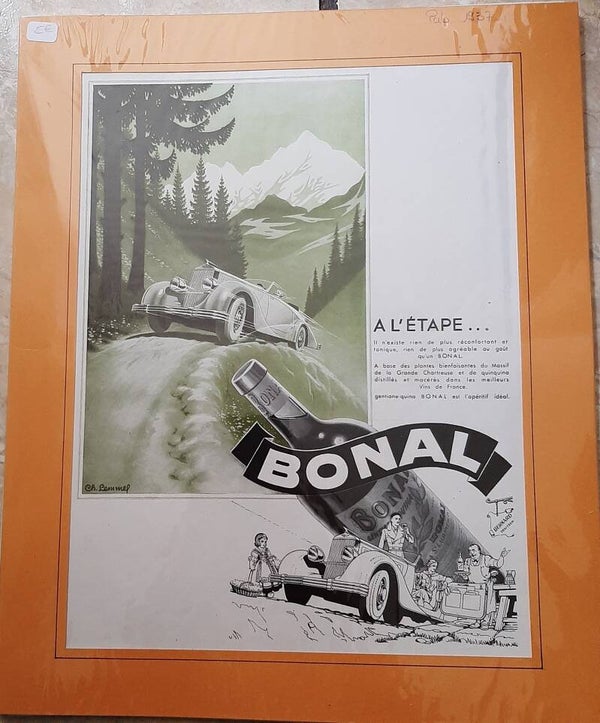 A L'ÉTAPE...
Il n'existe rien de plus réconfortant et
tonique, rien de plus agréable au goût
qu'un BONAL.
A base des plantes bienfaisantes du Massif
de la Grande Chartreuse et de quinquina
distillés et macérés dans les meilleurs
Vins de France.
gentiane-quina BONAL est l'apéritif idéal.
BONAL
BONAL
Ch. Lemmel